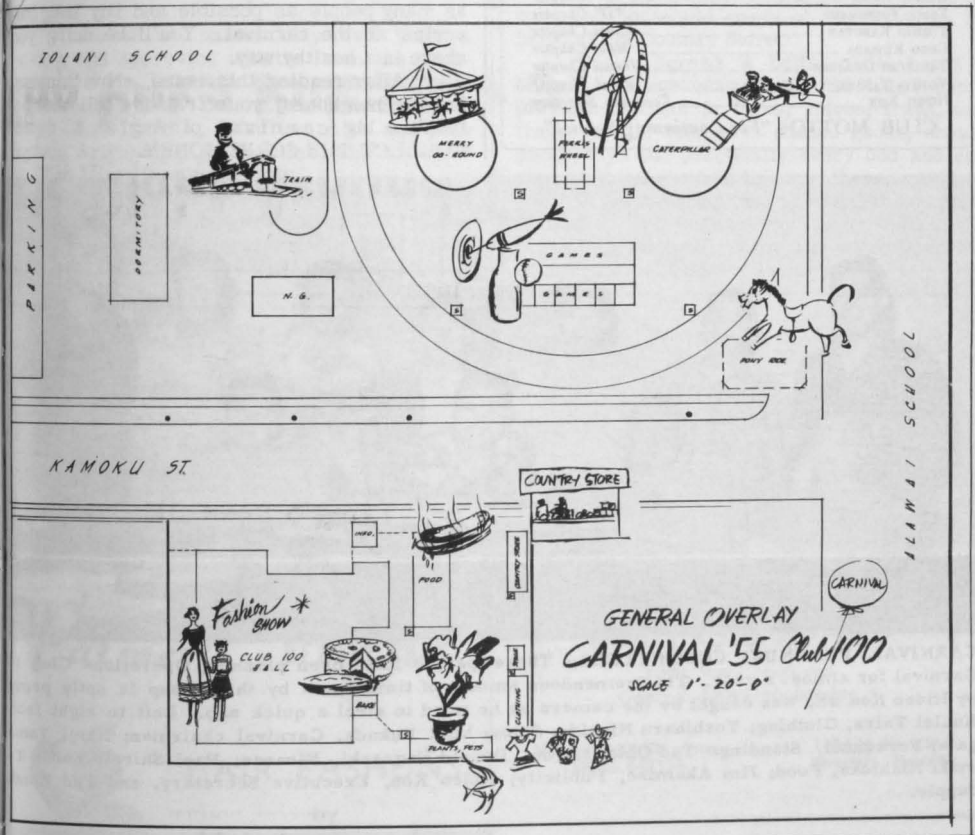 IOLANI SCHOOL
MERRY
GO-ROUND
FERRIS
WHEEL
CATERPILLAR
TRAIN
PARKING
DORMITORY
N.G.
GAMES
GAMES
PONY RIDE
KAMOKU ST.
COUNTRY STORE
INFO.
FOOD
COUNTRY STORE
CARNIVAL
Fashion
SHOW
CLUB 100
HALL
GENERAL OVERLAY
CARNIVAL '55 Club 100
SCALE 1" 20'-0"
BAKE
CLOTHING
PLANTS, PETS